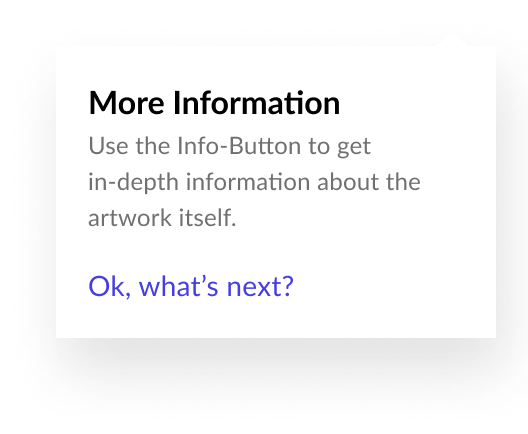 More Information
Use the Info-Button to get
in-depth information about the
artwork itself.
Ok, what’s next?